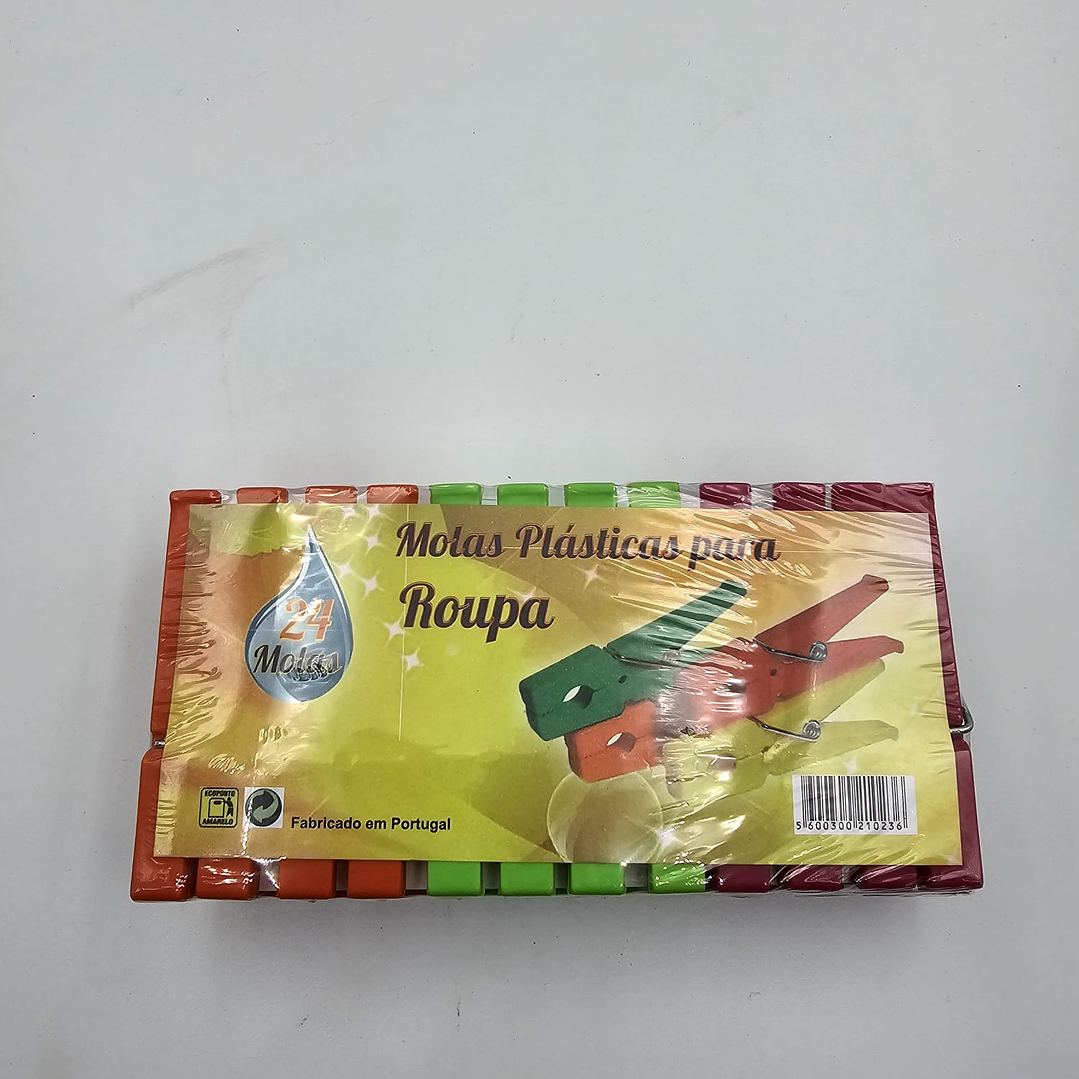 Molas Plásticas para
Roupa
24
Molas
ECOPONTO
AMARELO
Fabricado em Portugal
5 600300 210236